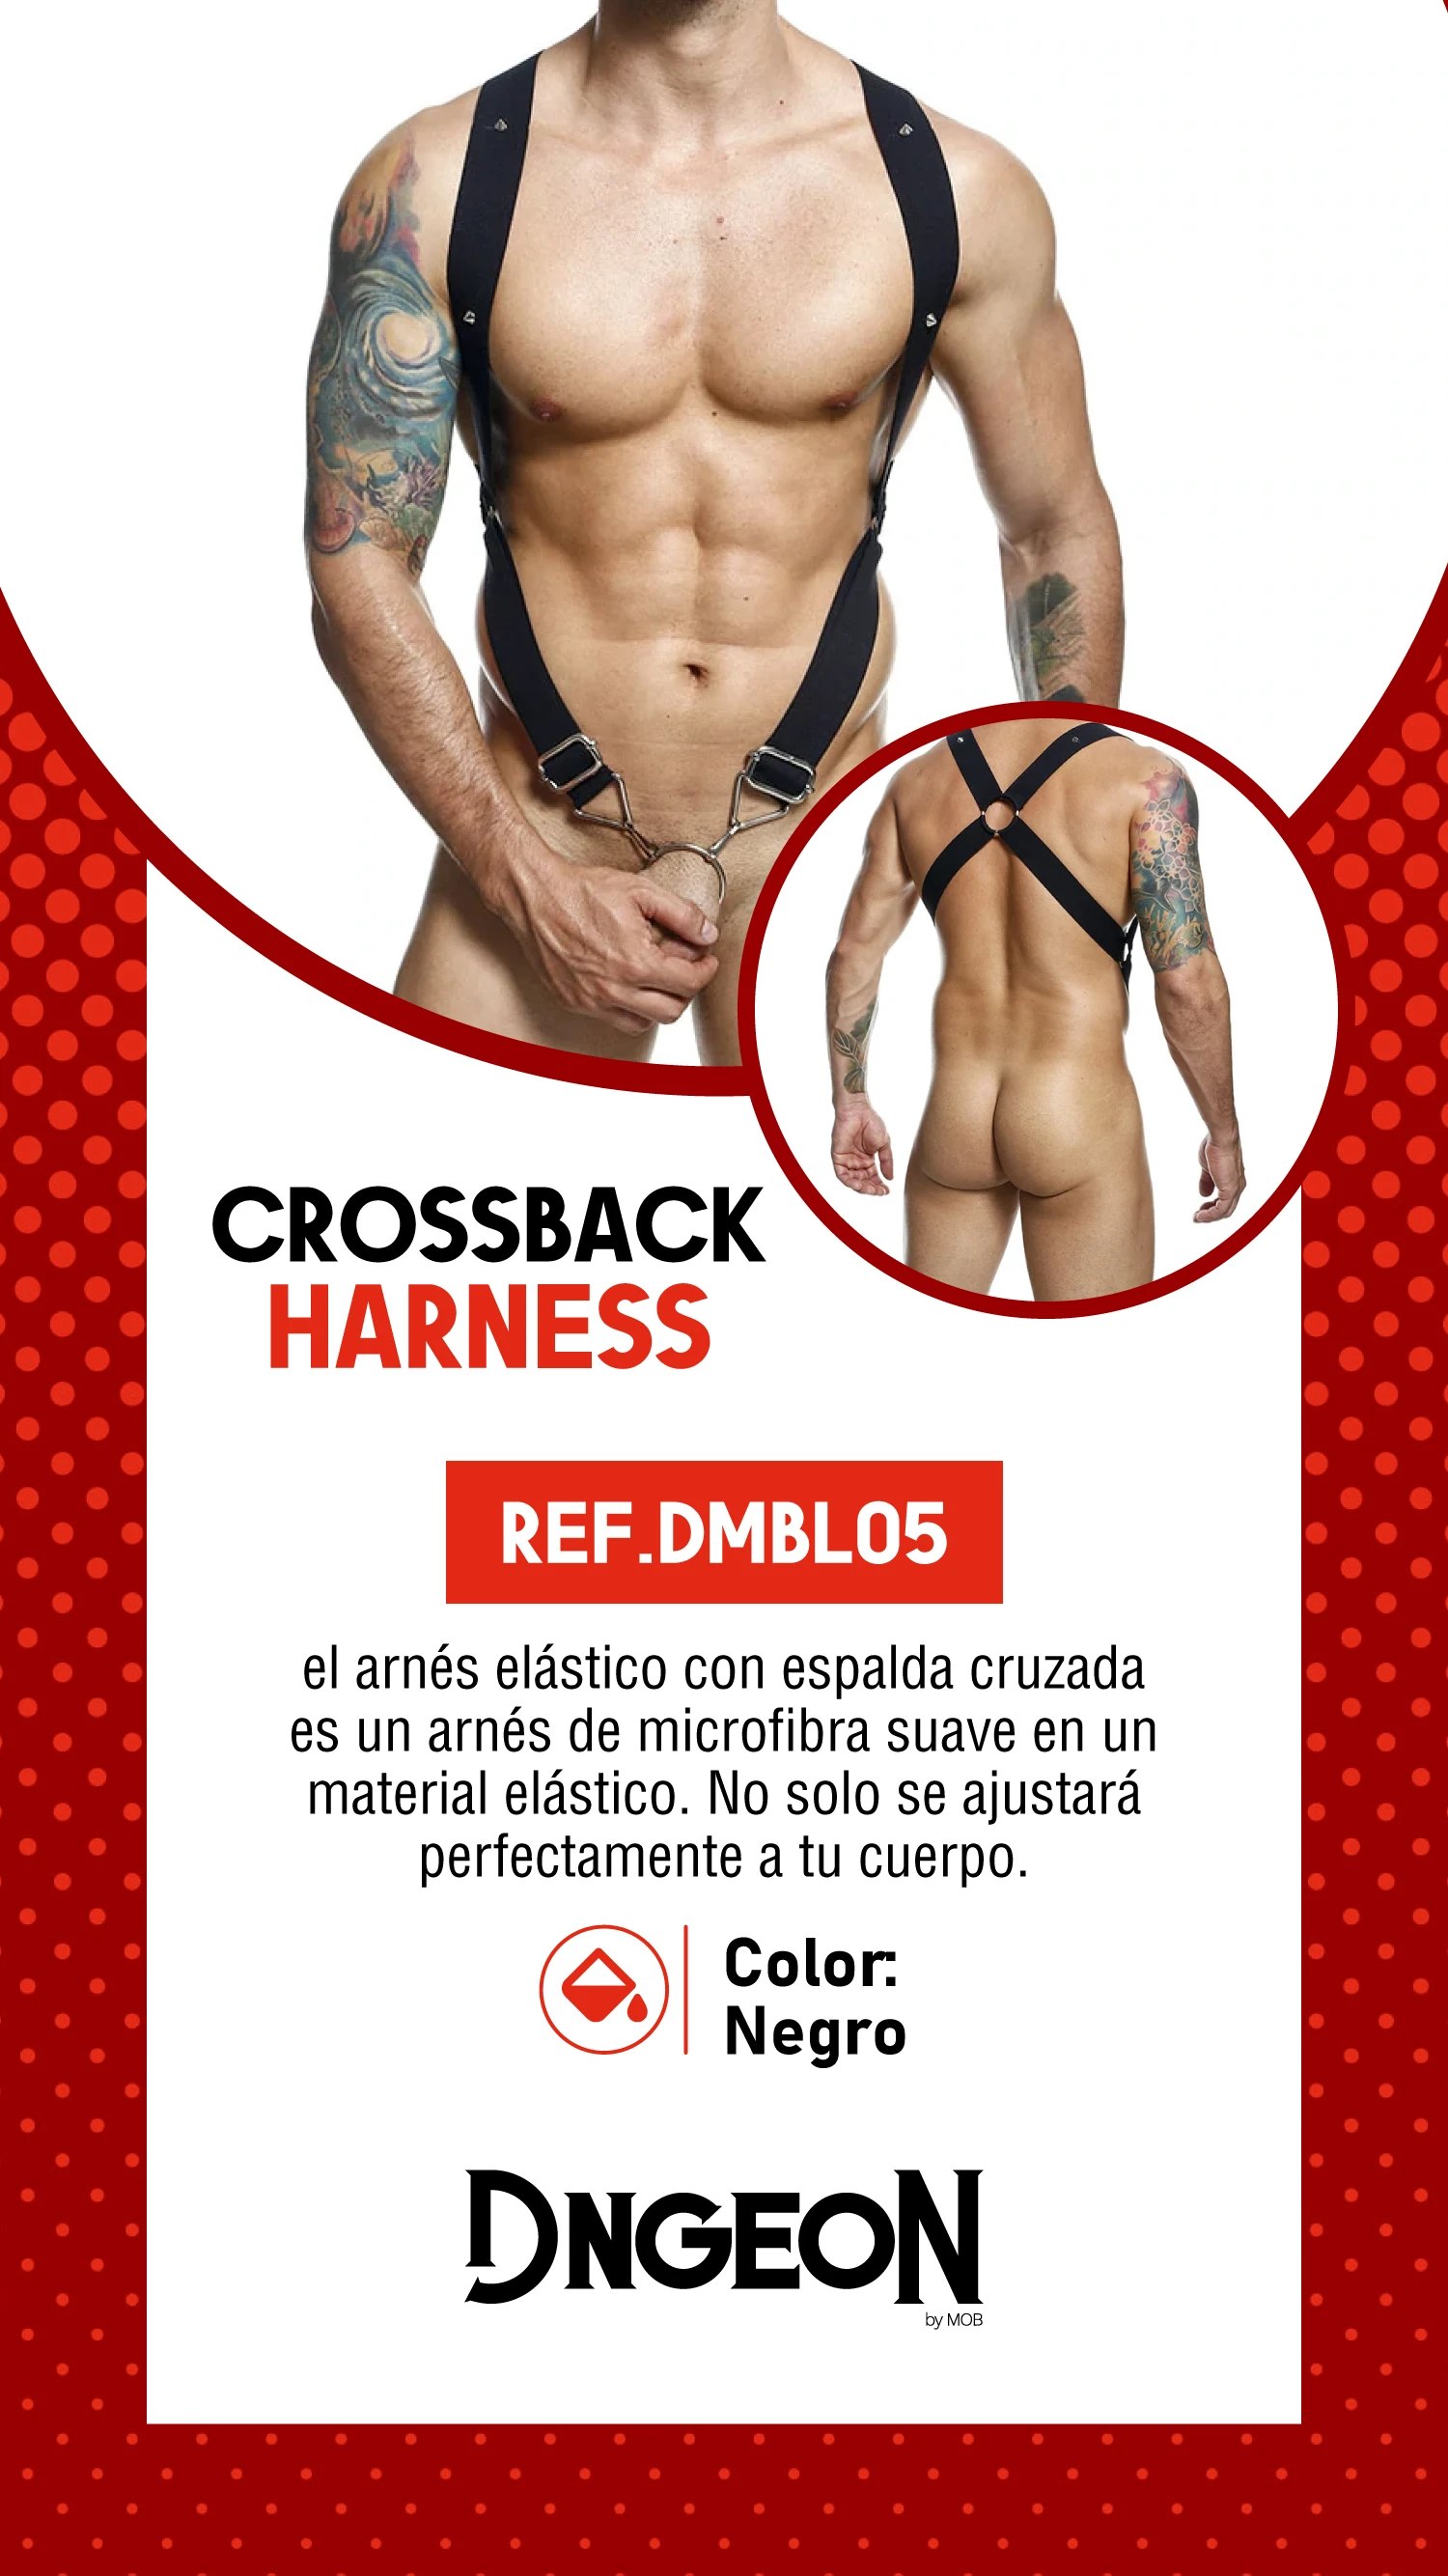 CROSSBACK
HARNESS
REF.DMBL05
el arnés elástico con espalda cruzada
es un arnés de microfibra suave en un
material elástico. No solo se ajustará
perfectamente a tu cuerpo.
Color:
Negro
DNGEON
by MOB